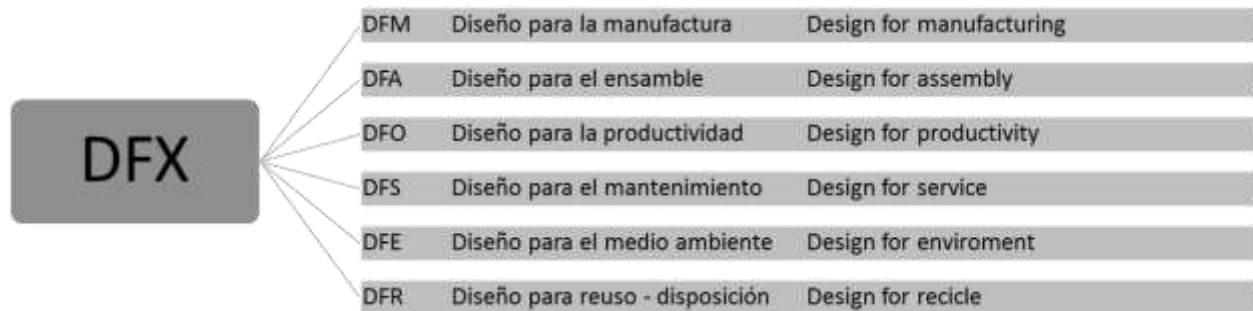 DFX
DFM Diseño para la manufactura Design for manufacturing
DFA Diseño para el ensamble Design for assembly
DFO Diseño para la productividad Design for productivity
DFS Diseño para el mantenimiento Design for service
DFE Diseño para el medio ambiente Design for enviroment
DFR Diseño para reuso - disposición Design for recicle